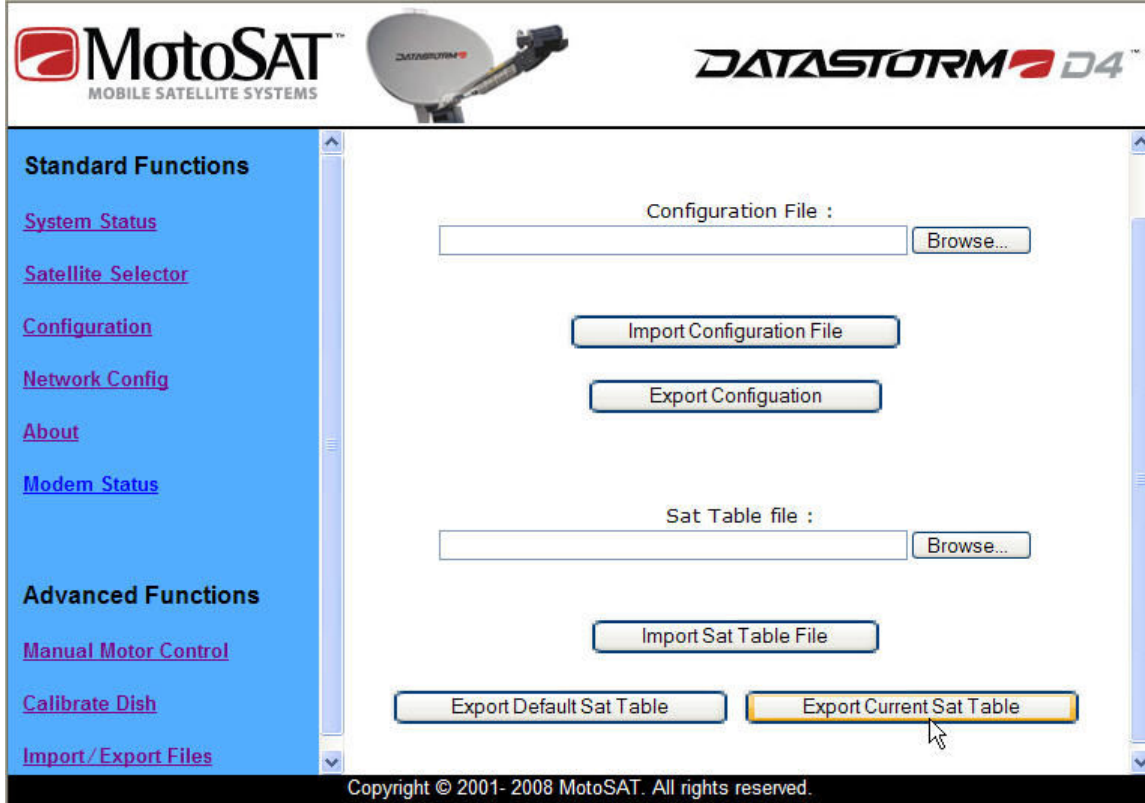 MotoSAT™
MOBILE SATELLITE SYSTEMS
DATASTORM
DATASTORM D4™
Standard Functions
System Status
Satellite Selector
Configuration
Network Config
About
Modem Status
Advanced Functions
Manual Motor Control
Calibrate Dish
Import/Export Files
Configuration File :
Browse...
Import Configuration File
Export Configuation
Sat Table file :
Browse...
Import Sat Table File
Export Default Sat Table
Export Current Sat Table
Copyright © 2001- 2008 MotoSAT. All rights reserved.